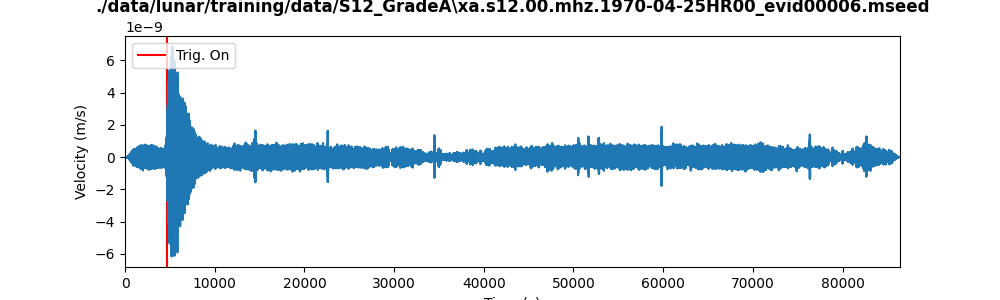 ./data/lunar/training/data/S12_GradeA\xa.s12.00.mhz.1970-04-25HR00_evid00006.mseed
1e−9
Trig. On
6
4
2
0
−2
−4
−6
Velocity (m/s)
0 10000 20000 30000 40000 50000 60000 70000 80000
Time (s)